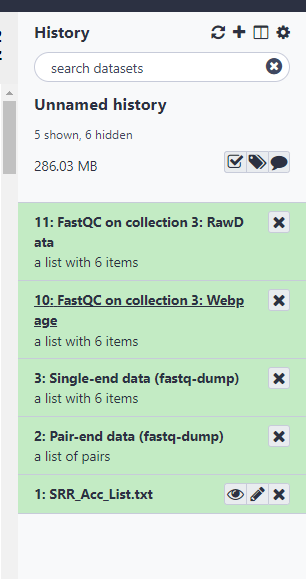 History
search datasets
Unnamed history
5 shown, 6 hidden
286.03 MB
11: FastQC on collection 3: RawD
ata
a list with 6 items
10: FastQC on collection 3: Webp
age
a list with 6 items
3: Single-end data (fastq-dump)
a list with 6 items
2: Pair-end data (fastq-dump)
a list of pairs
1: SRR_Acc_List.txt